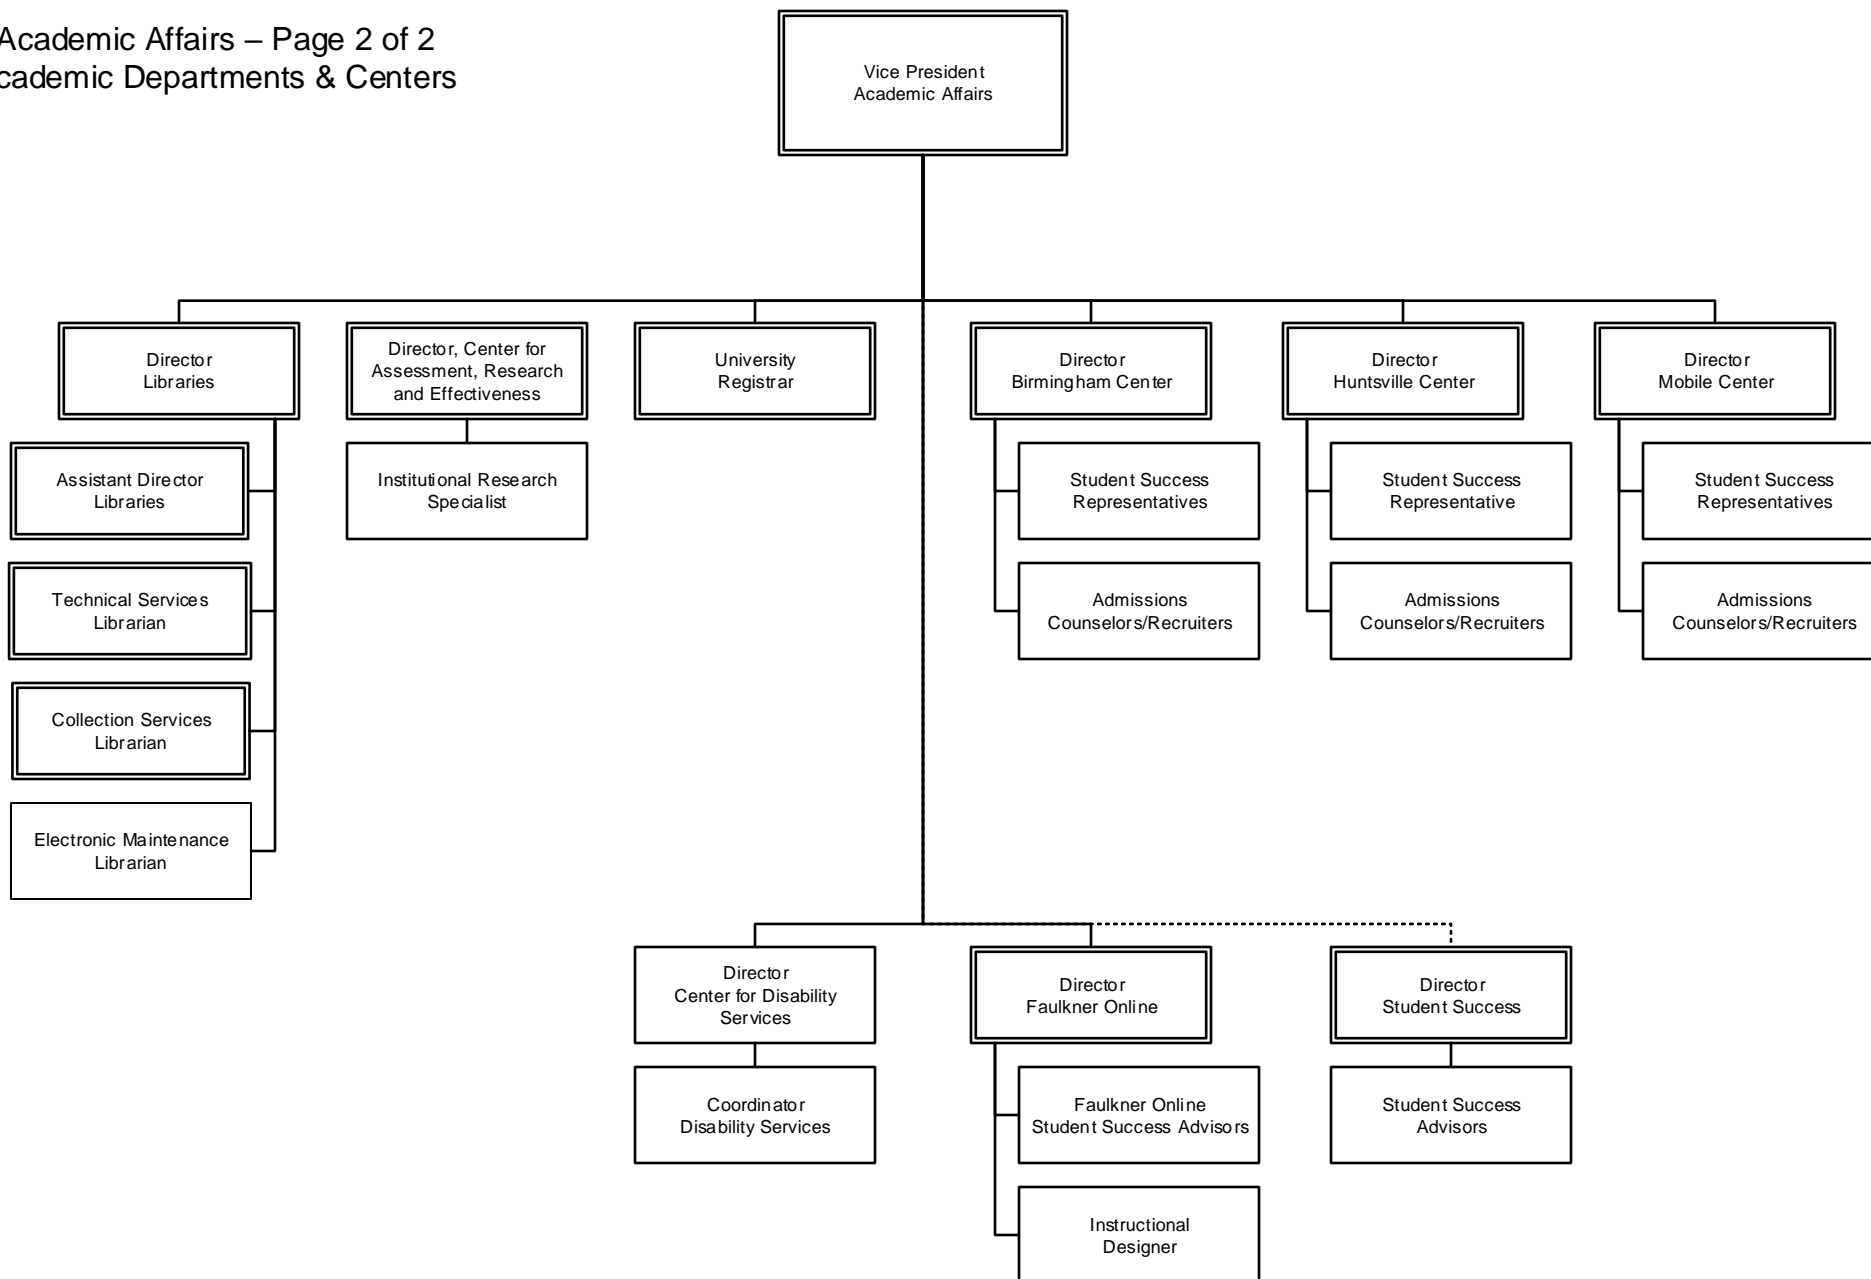 Academic Affairs – Page 2 of 2
cademic Departments & Centers
Vice President
Academic Affairs
Director
Libraries
Director, Center for
Assessment, Research
and Effectiveness
University
Registrar
Director
Birmingham Center
Director
Huntsville Center
Director
Mobile Center
Assistant Director
Libraries
Institutional Research
Specialist
Student Success
Representatives
Student Success
Representative
Student Success
Representatives
Technical Services
Librarian
Admissions
Counselors/Recruiters
Admissions
Counselors/Recruiters
Admissions
Counselors/Recruiters
Collection Services
Librarian
Electronic Maintenance
Librarian
Director
Center for Disability
Services
Director
Faulkner Online
Director
Student Success
Coordinator
Disability Services
Faulkner Online
Student Success Advisors
Student Success
Advisors
Instructional
Designer